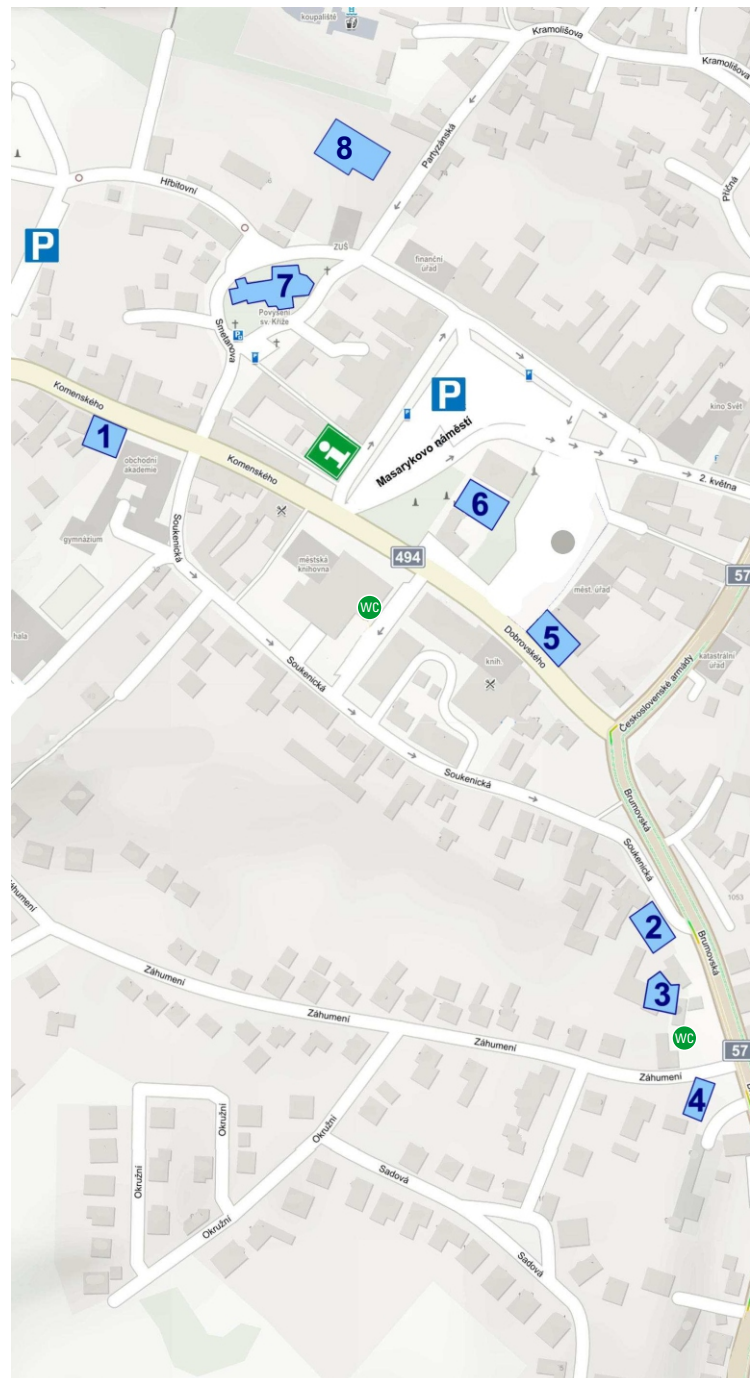 koupaliště
Kramolišova
Kramolišova
8
Partyzánská
Příčná
Hřbitovní
P
ZUŠ
finanční
úřad
7
Povýšení
sv. Kříže
Smetanova
P
kino Svět
Komenského
1
obchodní
akademie
Komenského
i
Masarykovo náměstí
2. května
6
Soukenická
gymnázium
městská
knihovna
494
57
WC
měst. úřad
hala
5
Dobrovského
knih.
katastrální
úřad
Soukenická
Československé armády
Soukenická
Brumovská
Soukenická
1053
2
Brumovská
Záhumení
Záhumení
3
Záhumení
WC
Záhumení
57
Záhumení
4
Okružní
Okružní
Okružní
Sadová
Okružní
Sadová